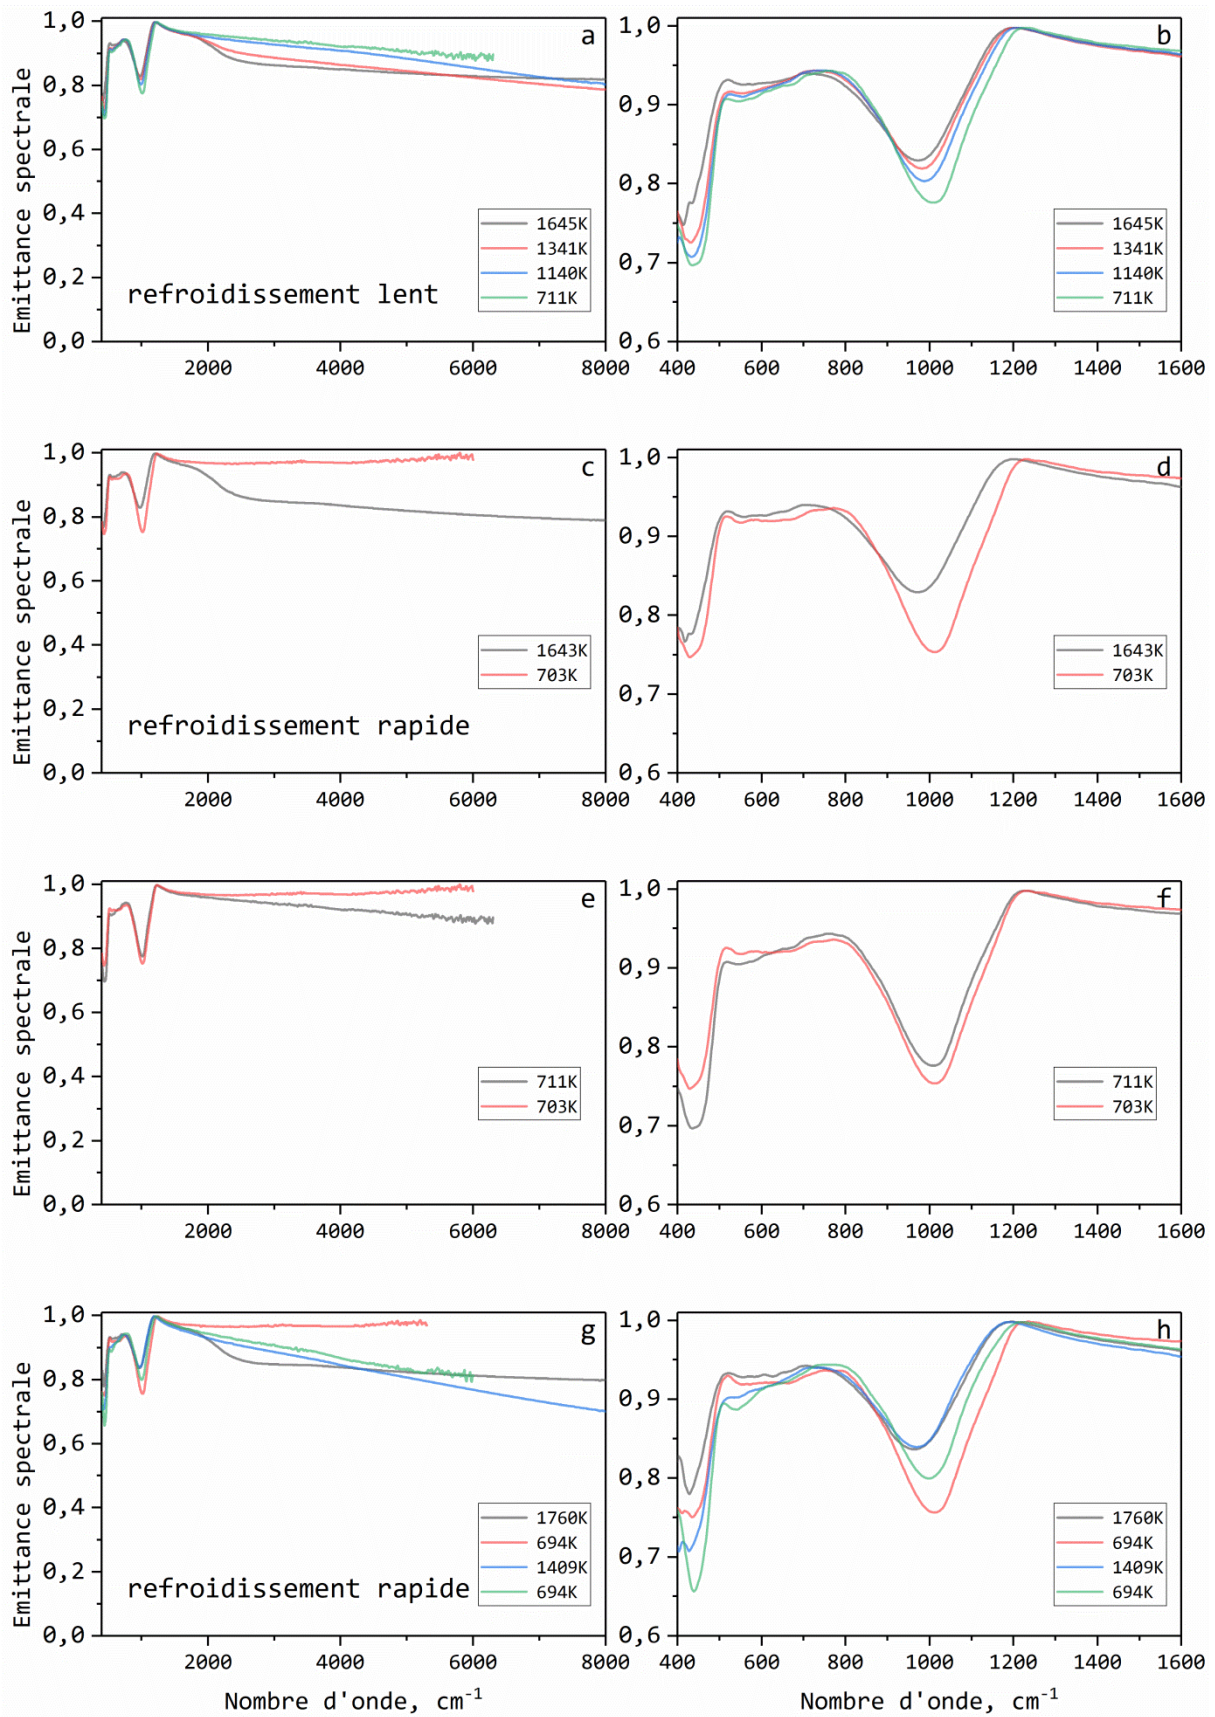 a
b
1,0
0,8
0,6
0,4
0,2
0,0
Emittance spectrale
1645K
1341K
1140K
711K
refroidissement lent
2000 4000 6000 8000
1,0
0,9
0,8
0,7
0,6
1645K
1341K
1140K
711K
400 600 800 1000 1200 1400 1600
c
d
1,0
0,8
0,6
0,4
0,2
0,0
Emittance spectrale
1643K
703K
refroidissement rapide
2000 4000 6000 8000
1,0
0,9
0,8
0,7
0,6
1643K
703K
400 600 800 1000 1200 1400 1600
e
f
1,0
0,8
0,6
0,4
0,2
0,0
Emittance spectrale
711K
703K
2000 4000 6000 8000
1,0
0,9
0,8
0,7
0,6
711K
703K
400 600 800 1000 1200 1400 1600
g
h
1,0
0,8
0,6
0,4
0,2
0,0
Emittance spectrale
1760K
694K
1409K
694K
refroidissement rapide
2000 4000 6000 8000
Nombre d'onde, cm⁻¹
1,0
0,9
0,8
0,7
0,6
1760K
694K
1409K
694K
400 600 800 1000 1200 1400 1600
Nombre d'onde, cm⁻¹